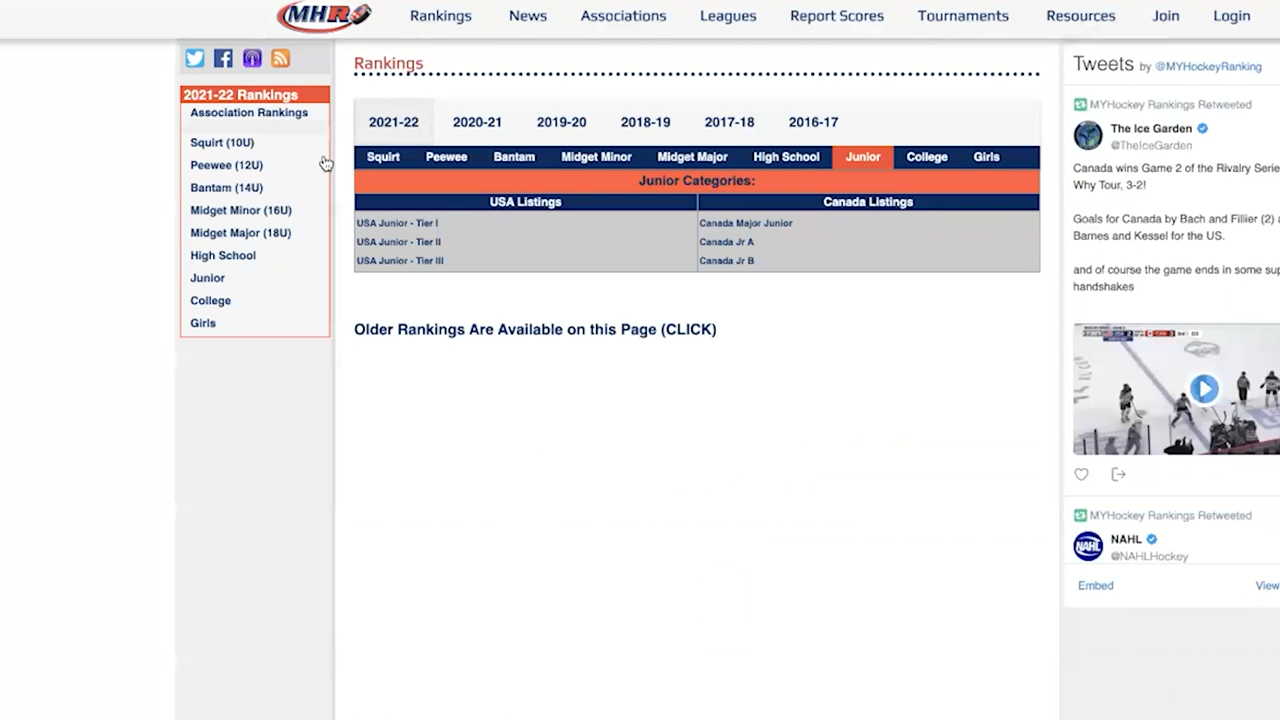 MHR
Rankings
News
Associations
Leagues
Report Scores
Tournaments
Resources
Join
Login
2021-22 Rankings
Association Rankings
Squirt (10U)
Peewee (12U)
Bantam (14U)
Midget Minor (16U)
Midget Major (18U)
High School
Junior
College
Girls
Rankings
2021-22
2020-21
2019-20
2018-19
2017-18
2016-17
Squirt
Peewee
Bantam
Midget Minor
Midget Major
High School
Junior
College
Girls
Junior Categories:
USA Listings
Canada Listings
USA Junior - Tier I
Canada Major Junior
USA Junior - Tier II
Canada Jr A
USA Junior - Tier III
Canada Jr B
Older Rankings Are Available on this Page (CLICK)
Tweets by @MYHockeyRanking
MYHockey Rankings Retweeted
The Ice Garden
@TheIceGarden
Canada wins Game 2 of the Rivalry Serie
Why Tour, 3-2!
Goals for Canada by Bach and Fillier (2) a
Barnes and Kessel for the US.
and of course the game ends in some sup
handshakes
MYHockey Rankings Retweeted
NAHL
NAHL
@NAHLHockey
Embed
View